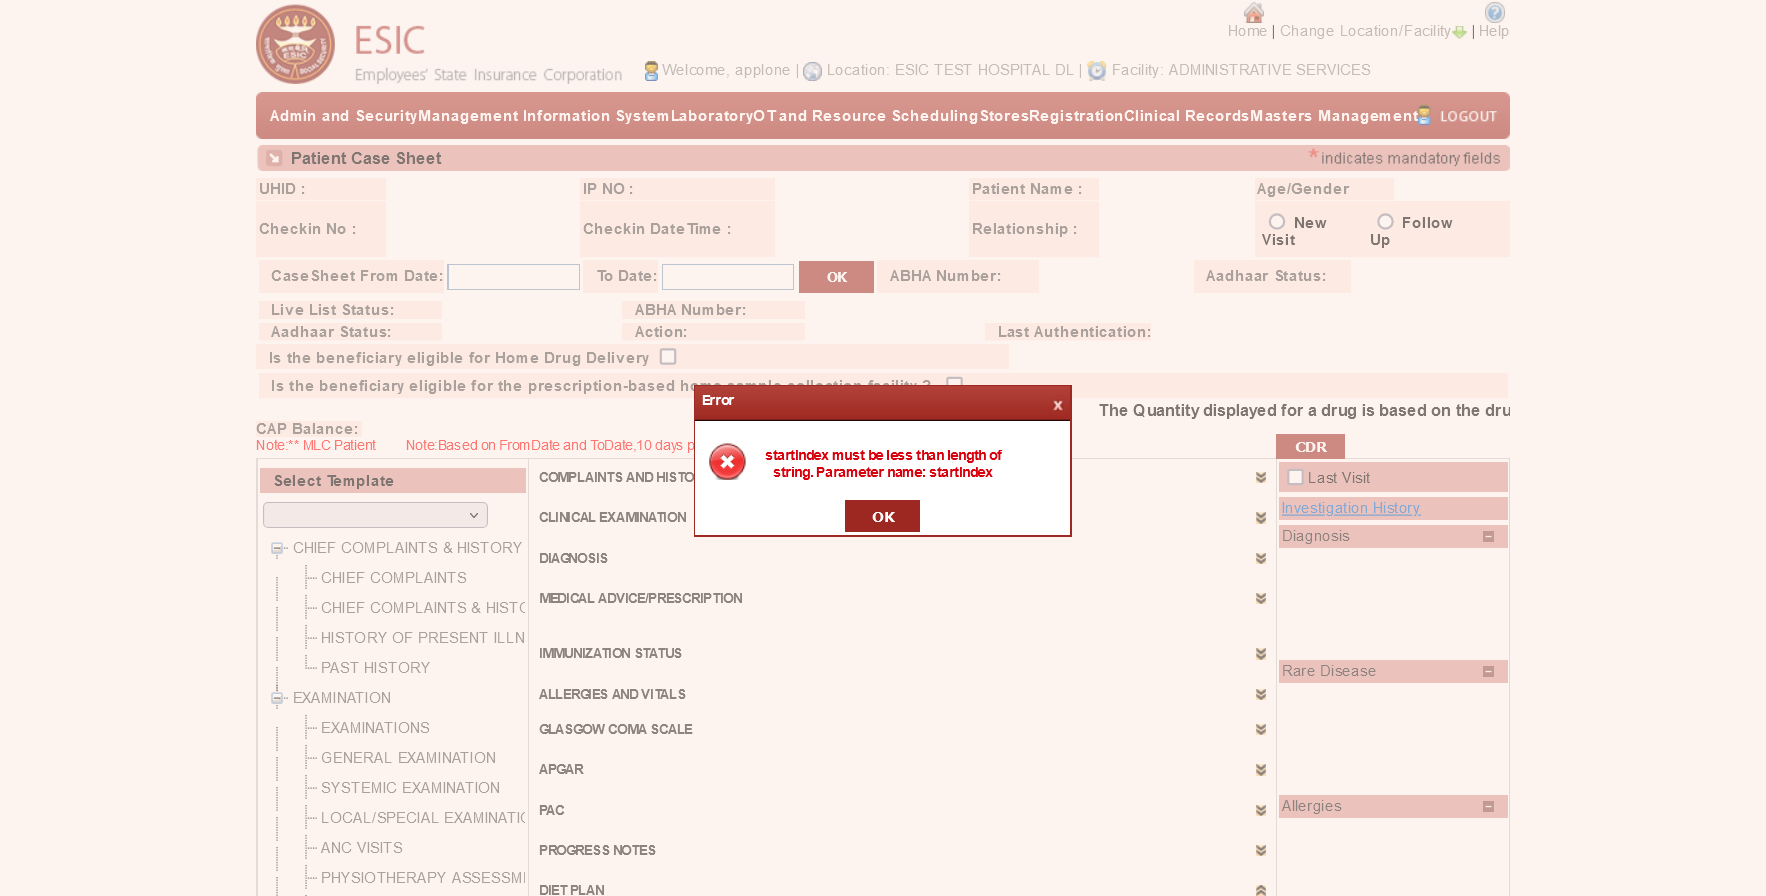 Home | Change Location/Facility | Help
ESIC
Employees' State Insurance Corporation
Welcome, applone | Location: ESIC TEST HOSPITAL DL | Facility: ADMINISTRATIVE SERVICES
Admin and Security Management Information System Laboratory OT and Resource Scheduling Stores Registration Clinical Records Masters Management LOGOUT
Patient Case Sheet * indicates mandatory fields
UHID : IP NO : Patient Name : Age/Gender
Checkin No : Checkin DateTime : Relationship : New Visit Follow Up
CaseSheet From Date: To Date: OK ABHA Number: Aadhaar Status:
Live List Status: ABHA Number:
Aadhaar Status: Action: Last Authentication:
Is the beneficiary eligible for Home Drug Delivery
Is the beneficiary eligible for the prescription-based home sample collection facility ?
The Quantity displayed for a drug is based on the dru
CAP Balance:
Note:** MLC Patient Note:Based on FromDate and ToDate,10 days p
CDR
Error x
startIndex must be less than length of
string. Parameter name: startIndex
OK
Select Template
CHIEF COMPLAINTS & HISTORY
CHIEF COMPLAINTS
CHIEF COMPLAINTS & HISTO
HISTORY OF PRESENT ILLN
PAST HISTORY
EXAMINATION
EXAMINATIONS
GENERAL EXAMINATION
SYSTEMIC EXAMINATION
LOCAL/SPECIAL EXAMINATIO
ANC VISITS
PHYSIOTHERAPY ASSESSM
COMPLAINTS AND HISTO
CLINICAL EXAMINATION
DIAGNOSIS
MEDICAL ADVICE/PRESCRIPTION
IMMUNIZATION STATUS
ALLERGIES AND VITALS
GLASGOW COMA SCALE
APGAR
PAC
PROGRESS NOTES
DIET PLAN
Last Visit
Investigation History
Diagnosis
Rare Disease
Allergies